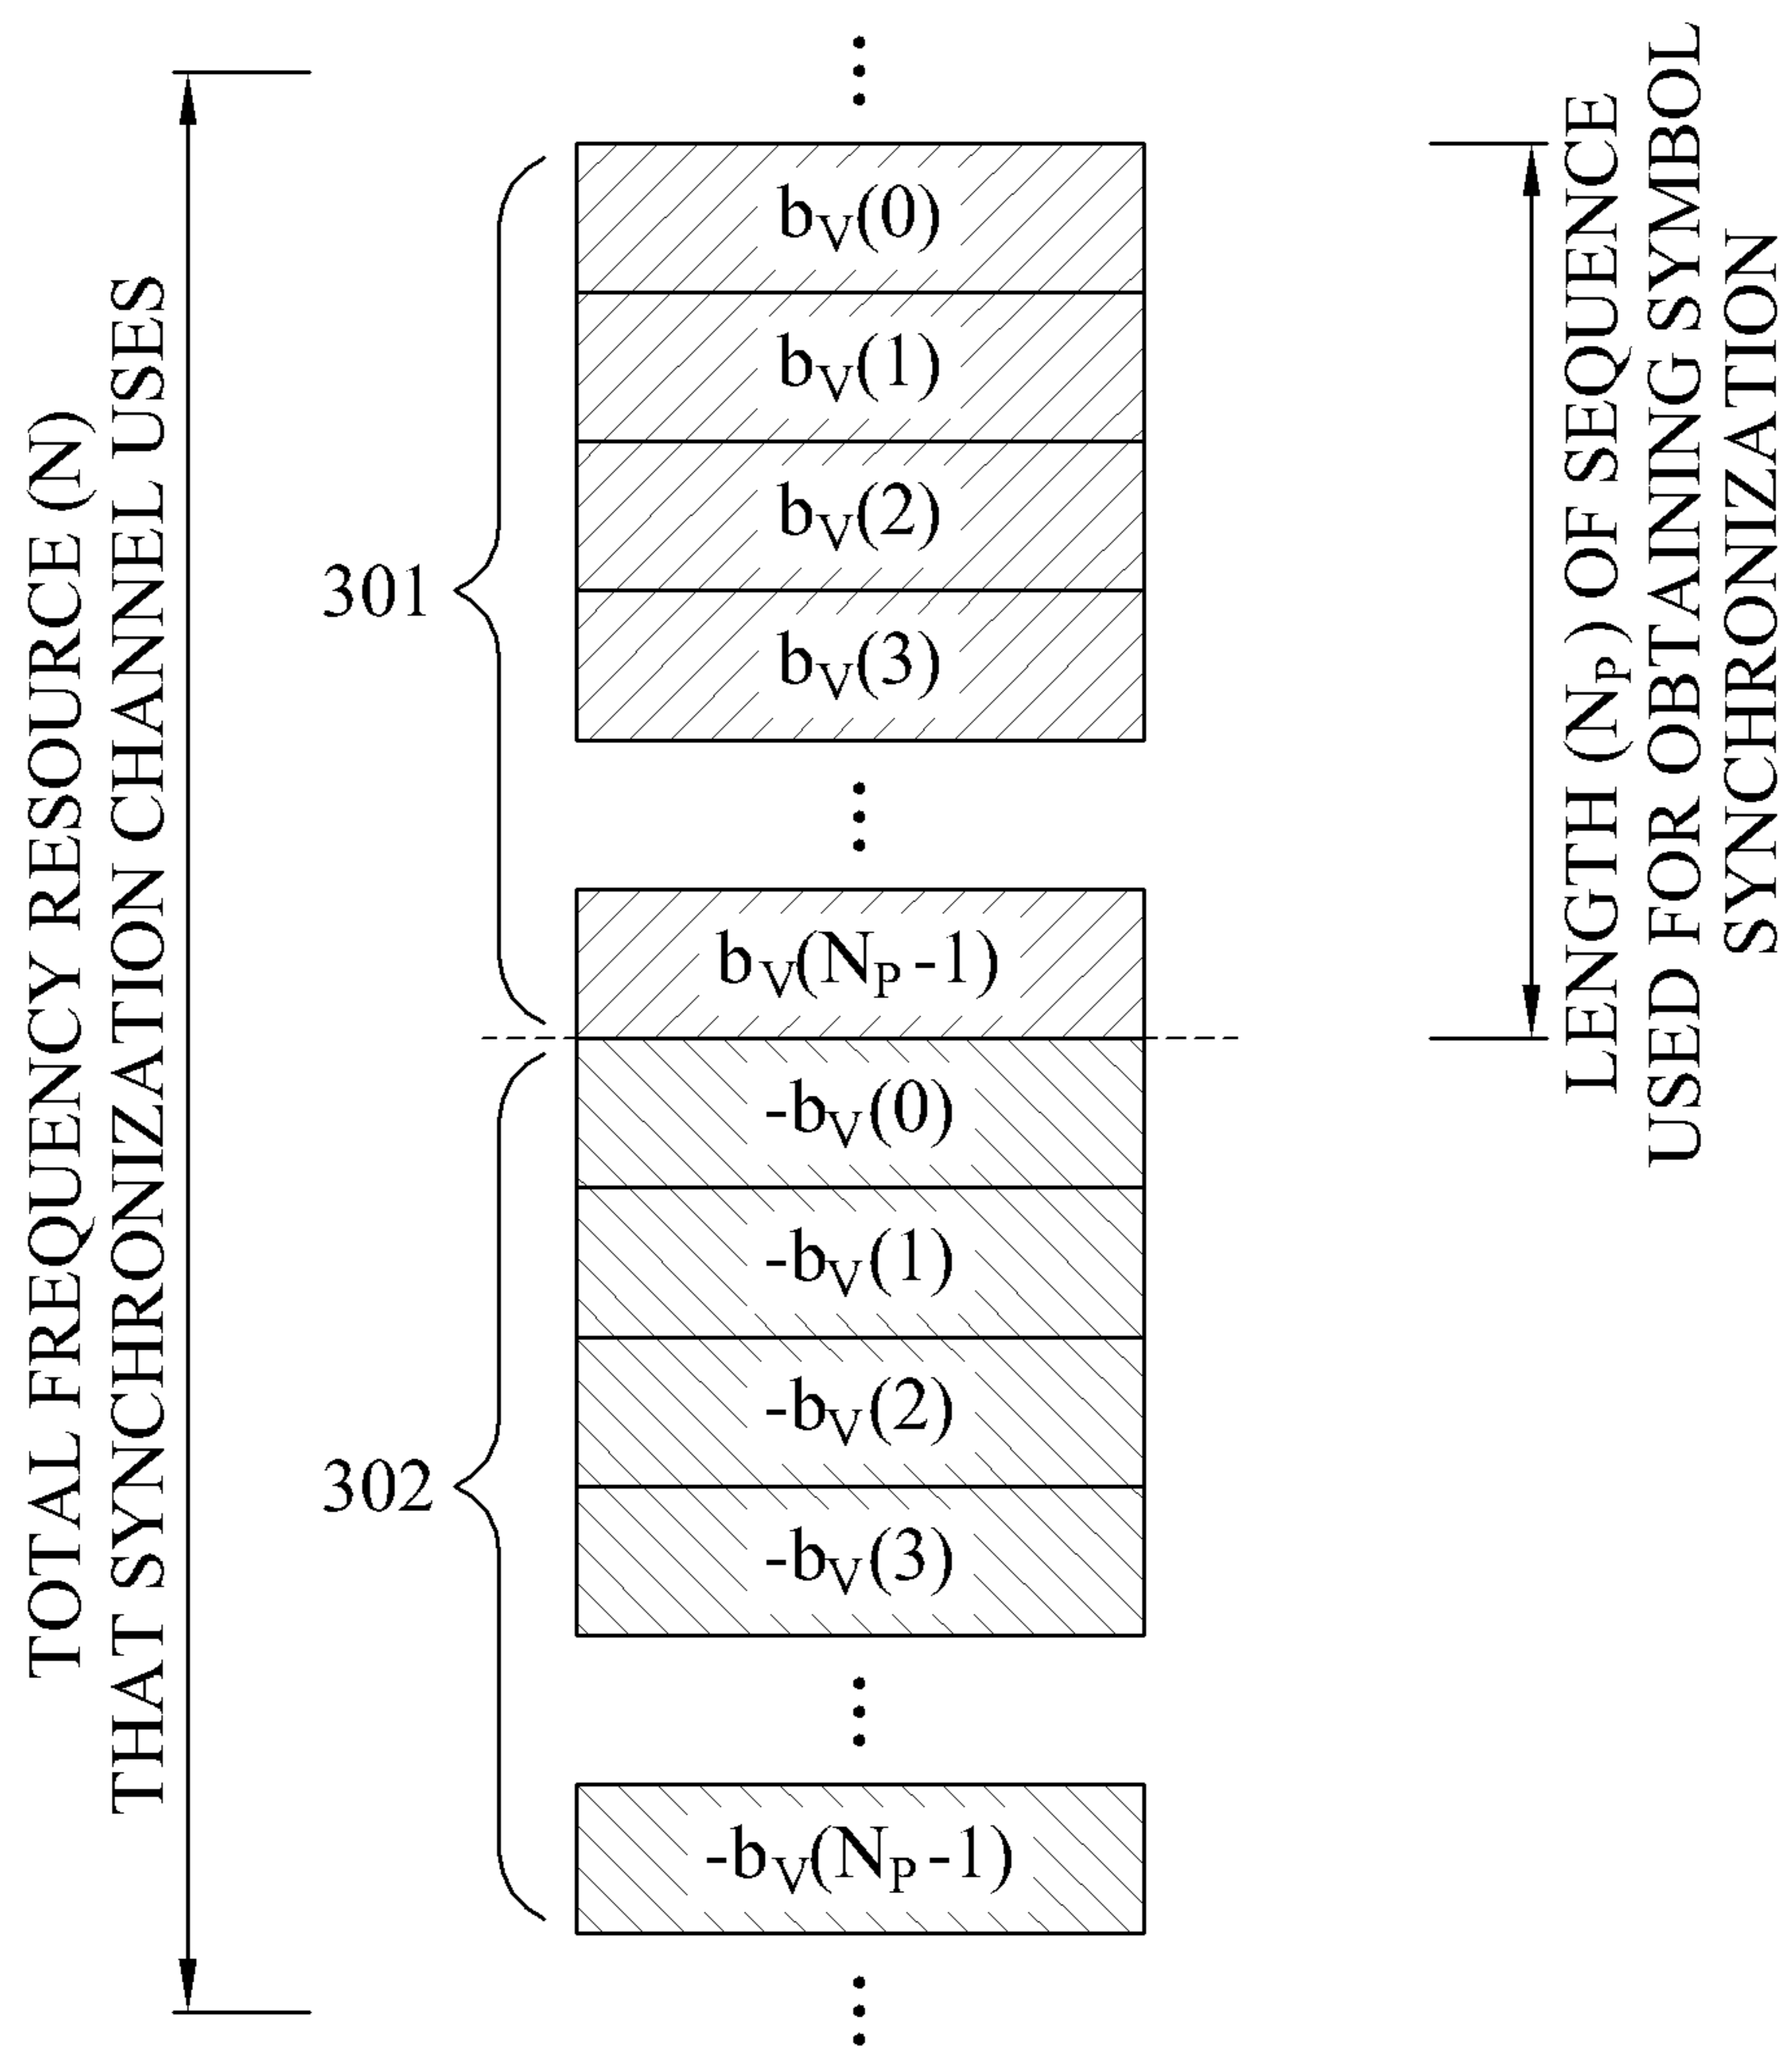 TOTAL FREQUENCY RESOURCE (N)
THAT SYNCHRONIZATION CHANNEL USES
301
b_V(0)
b_V(1)
b_V(2)
b_V(3)
b_V(N_P-1)
302
-b_V(0)
-b_V(1)
-b_V(2)
-b_V(3)
-b_V(N_P-1)
LENGTH (N_P) OF SEQUENCE
USED FOR OBTAINING SYMBOL
SYNCHRONIZATION